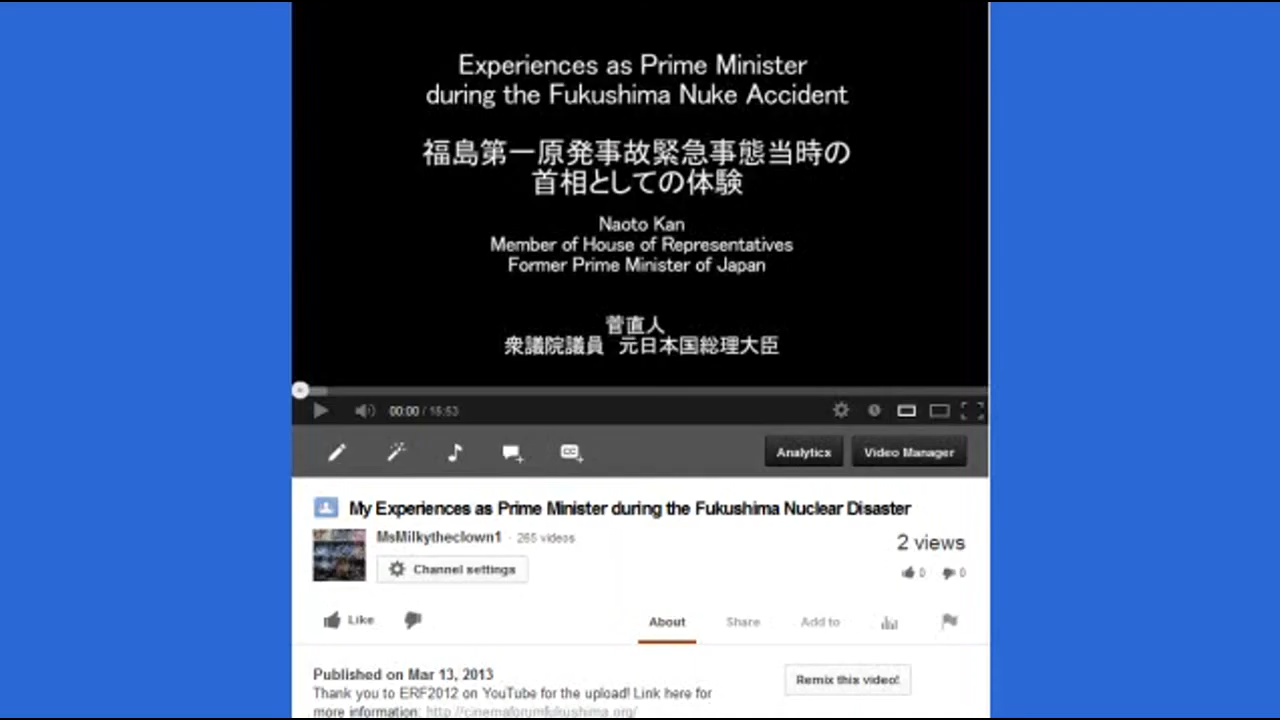 Experiences as Prime Minister
during the Fukushima Nuke Accident
福島第一原発事故緊急事態当時の
首相としての体験
Naoto Kan
Member of House of Representatives
Former Prime Minister of Japan
菅直人
衆議院議員 元日本国総理大臣
00:00 / 15:53
Analytics Video Manager
My Experiences as Prime Minister during the Fukushima Nuclear Disaster
MsMilkytheclown1 · 265 videos
2 views
Channel settings
0 0
Like About Share Add to
Published on Mar 13, 2013
Remix this video!
Thank you to ERF2012 on YouTube for the upload! Link here for
more information: http://cinemaforumfukushima.org/